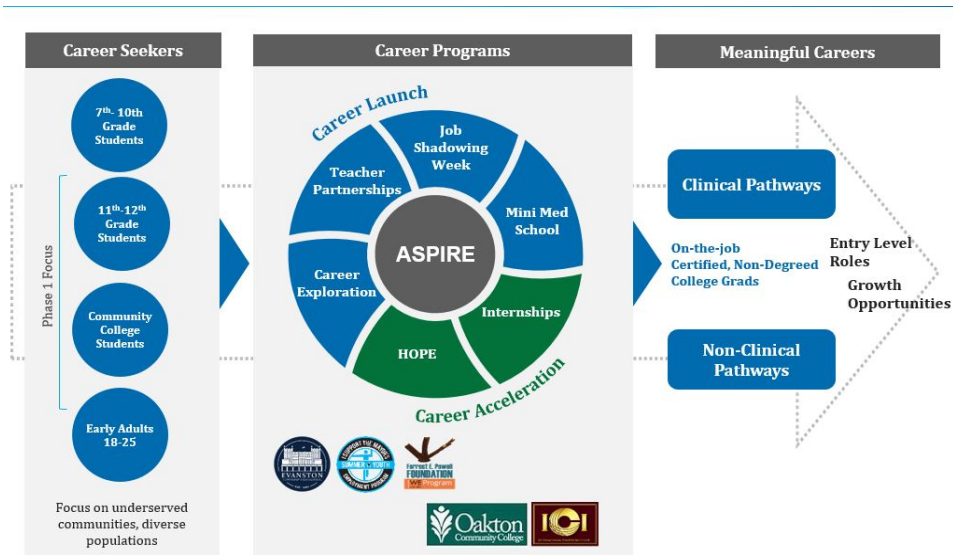 Career Seekers
7th- 10th
Grade
Students
11th-12th
Grade
Students
Community
College
Students
Early Adults
18-25
Phase 1 Focus
Focus on underserved
communities, diverse
populations
Career Programs
Career Launch
Job
Shadowing
Week
Teacher
Partnerships
Mini Med
School
Career
Exploration
ASPIRE
Internships
HOPE
Career Acceleration
EVANSTON
I SUPPORT THE MAYOR'S
SUMMER YOUTH
EMPLOYMENT PROGRAM
Forrest E. Powell
FOUNDATION
WE Program
Oakton
Community College
ICI
Meaningful Careers
Clinical Pathways
On-the-job
Certified, Non-Degreed
College Grads
Entry Level
Roles
Growth
Opportunities
Non-Clinical
Pathways